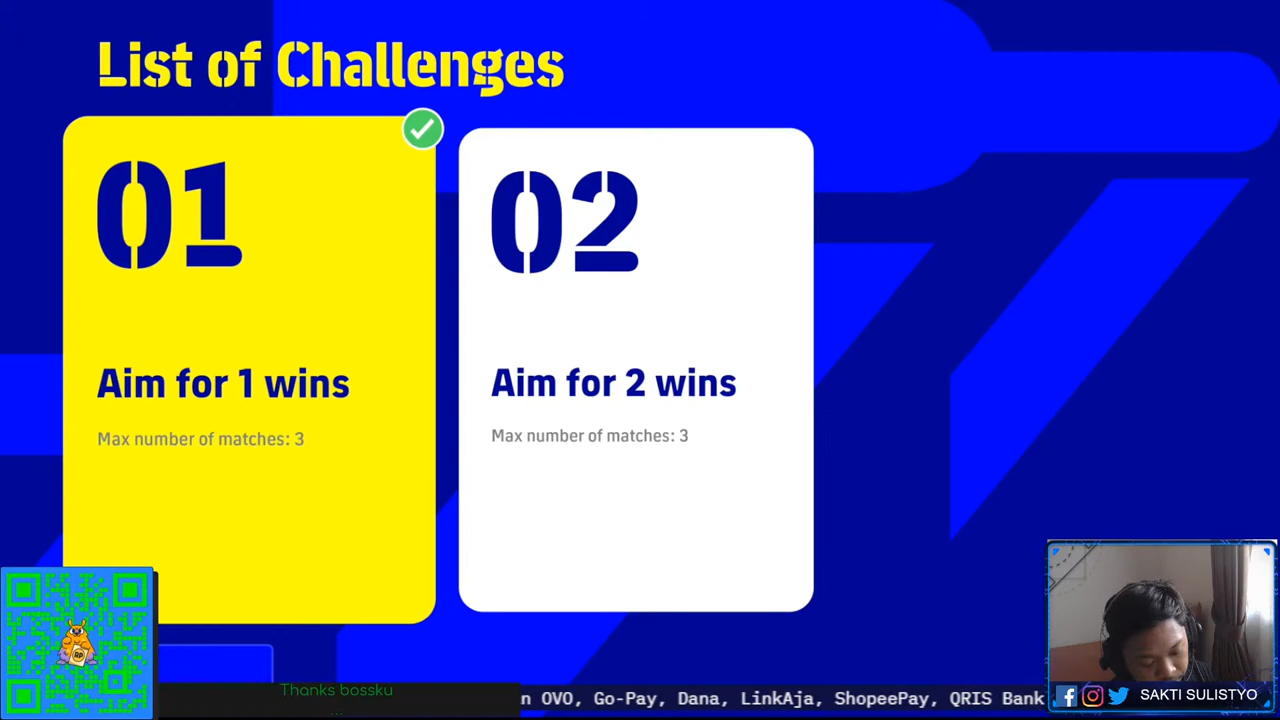 List of Challenges
01
Aim for 1 wins
Max number of matches: 3
02
Aim for 2 wins
Max number of matches: 3
RP
Thanks bossku
...
n OVO, Go-Pay, Dana, LinkAja, ShopeePay, QRIS Bank
SAKTI SULISTYO